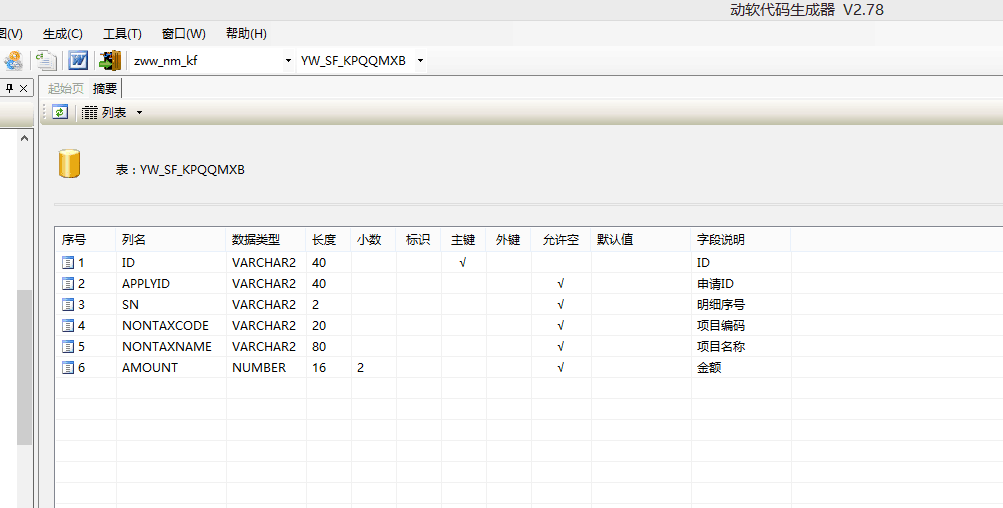 动软代码生成器 V2.78
图(V) 生成(C) 工具(T) 窗口(W) 帮助(H)
zww_nm_kf YW_SF_KPQQMXB
起始页 摘要
列表
表：YW_SF_KPQQMXB
序号 列名 数据类型 长度 小数 标识 主键 外键 允许空 默认值 字段说明
1 ID VARCHAR2 40 √ ID
2 APPLYID VARCHAR2 40 √ 申请ID
3 SN VARCHAR2 2 √ 明细序号
4 NONTAXCODE VARCHAR2 20 √ 项目编码
5 NONTAXNAME VARCHAR2 80 √ 项目名称
6 AMOUNT NUMBER 16 2 √ 金额